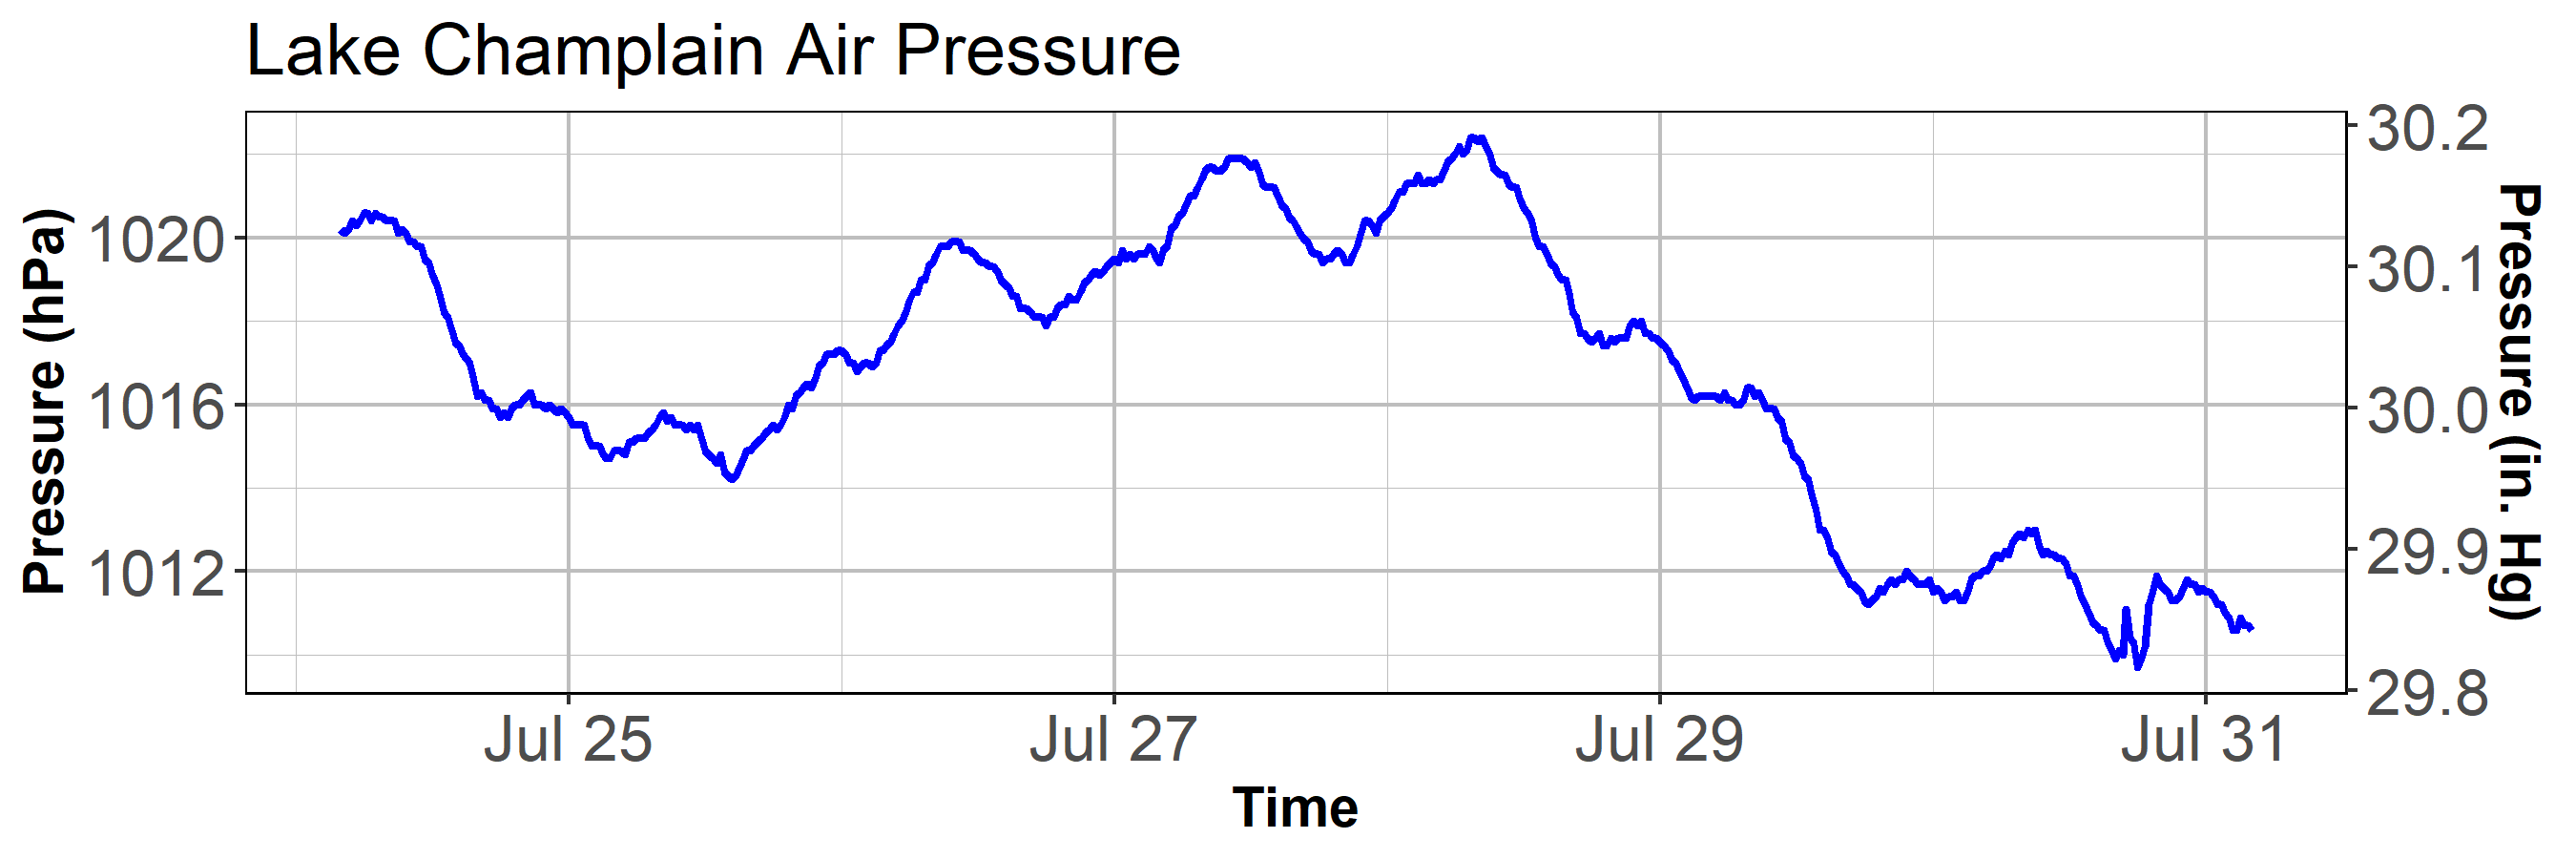 Lake Champlain Air Pressure
Pressure (hPa)
1020
1016
1012
30.2
30.1
30.0
29.9
29.8
Pressure (in. Hg)
Jul 25
Jul 27
Jul 29
Jul 31
Time